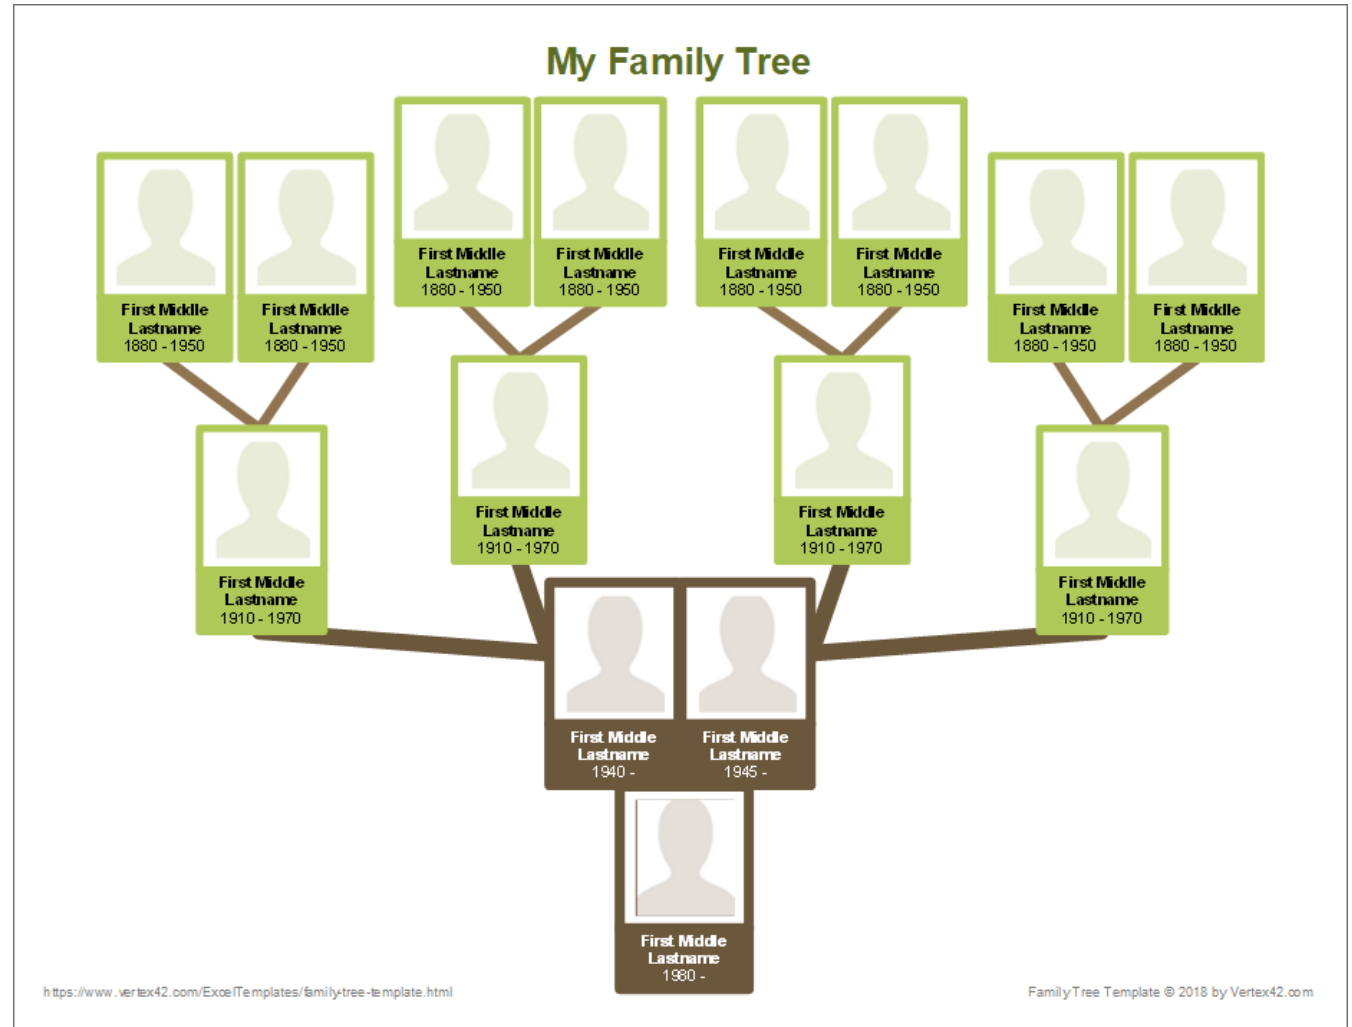 My Family Tree
First Middle
Lastname
1880 - 1950
First Middle
Lastname
1880 - 1950
First Middle
Lastname
1880 - 1950
First Middle
Lastname
1880 - 1950
First Middle
Lastname
1880 - 1950
First Middle
Lastname
1880 - 1950
First Middle
Lastname
1880 - 1950
First Middle
Lastname
1880 - 1950
First Middle
Lastname
1910 - 1970
First Middle
Lastname
1910 - 1970
First Middle
Lastname
1910 - 1970
First Middle
Lastname
1910 - 1970
First Middle
Lastname
1940 -
First Middle
Lastname
1945 -
First Middle
Lastname
1980 -
https://www.vertex42.com/ExcelTemplates/family-tree-template.html
Family Tree Template © 2018 by Vertex42.com